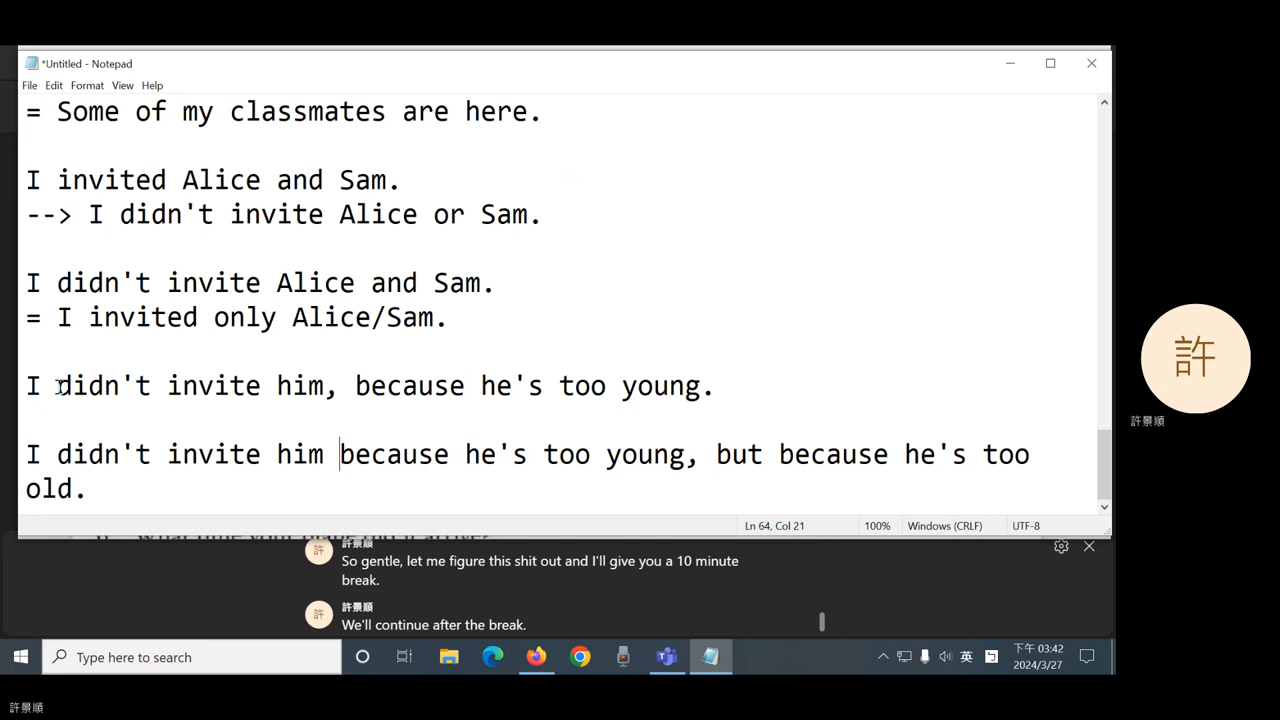 *Untitled - Notepad
File Edit Format View Help
= Some of my classmates are here.
I invited Alice and Sam.
--> I didn't invite Alice or Sam.
I didn't invite Alice and Sam.
= I invited only Alice/Sam.
I didn't invite him, because he's too young.
I didn't invite him because he's too young, but because he's too
old.
Ln 64, Col 21 100% Windows (CRLF) UTF-8
許景順
許 So gentle, let me figure this shit out and I'll give you a 10 minute
break.
許景順
許 We'll continue after the break.
Type here to search
英
下午 03:42
2024/3/27
許
許景順
許景順